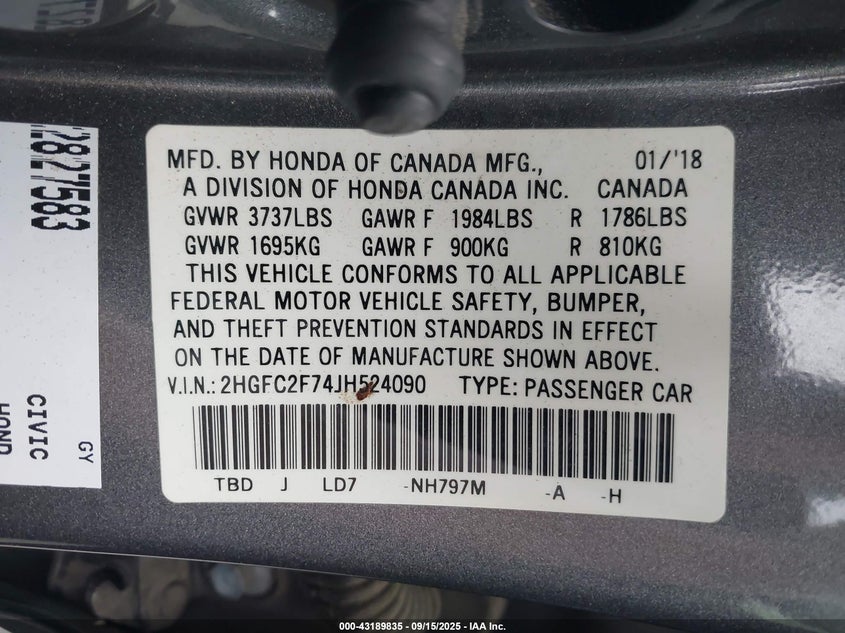 MFD. BY HONDA OF CANADA MFG., 01/'18
A DIVISION OF HONDA CANADA INC. CANADA
GVWR 3737LBS GAWR F 1984LBS R 1786LBS
GVWR 1695KG GAWR F 900KG R 810KG
THIS VEHICLE CONFORMS TO ALL APPLICABLE
FEDERAL MOTOR VEHICLE SAFETY, BUMPER,
AND THEFT PREVENTION STANDARDS IN EFFECT
ON THE DATE OF MANUFACTURE SHOWN ABOVE.
V.I.N.: 2HGFC2F74JH524090 TYPE: PASSENGER CAR
TBD J LD7 -NH797M -A -H
CIVIC
GY
000-43189835 - 09/15/2025 - IAA Inc.